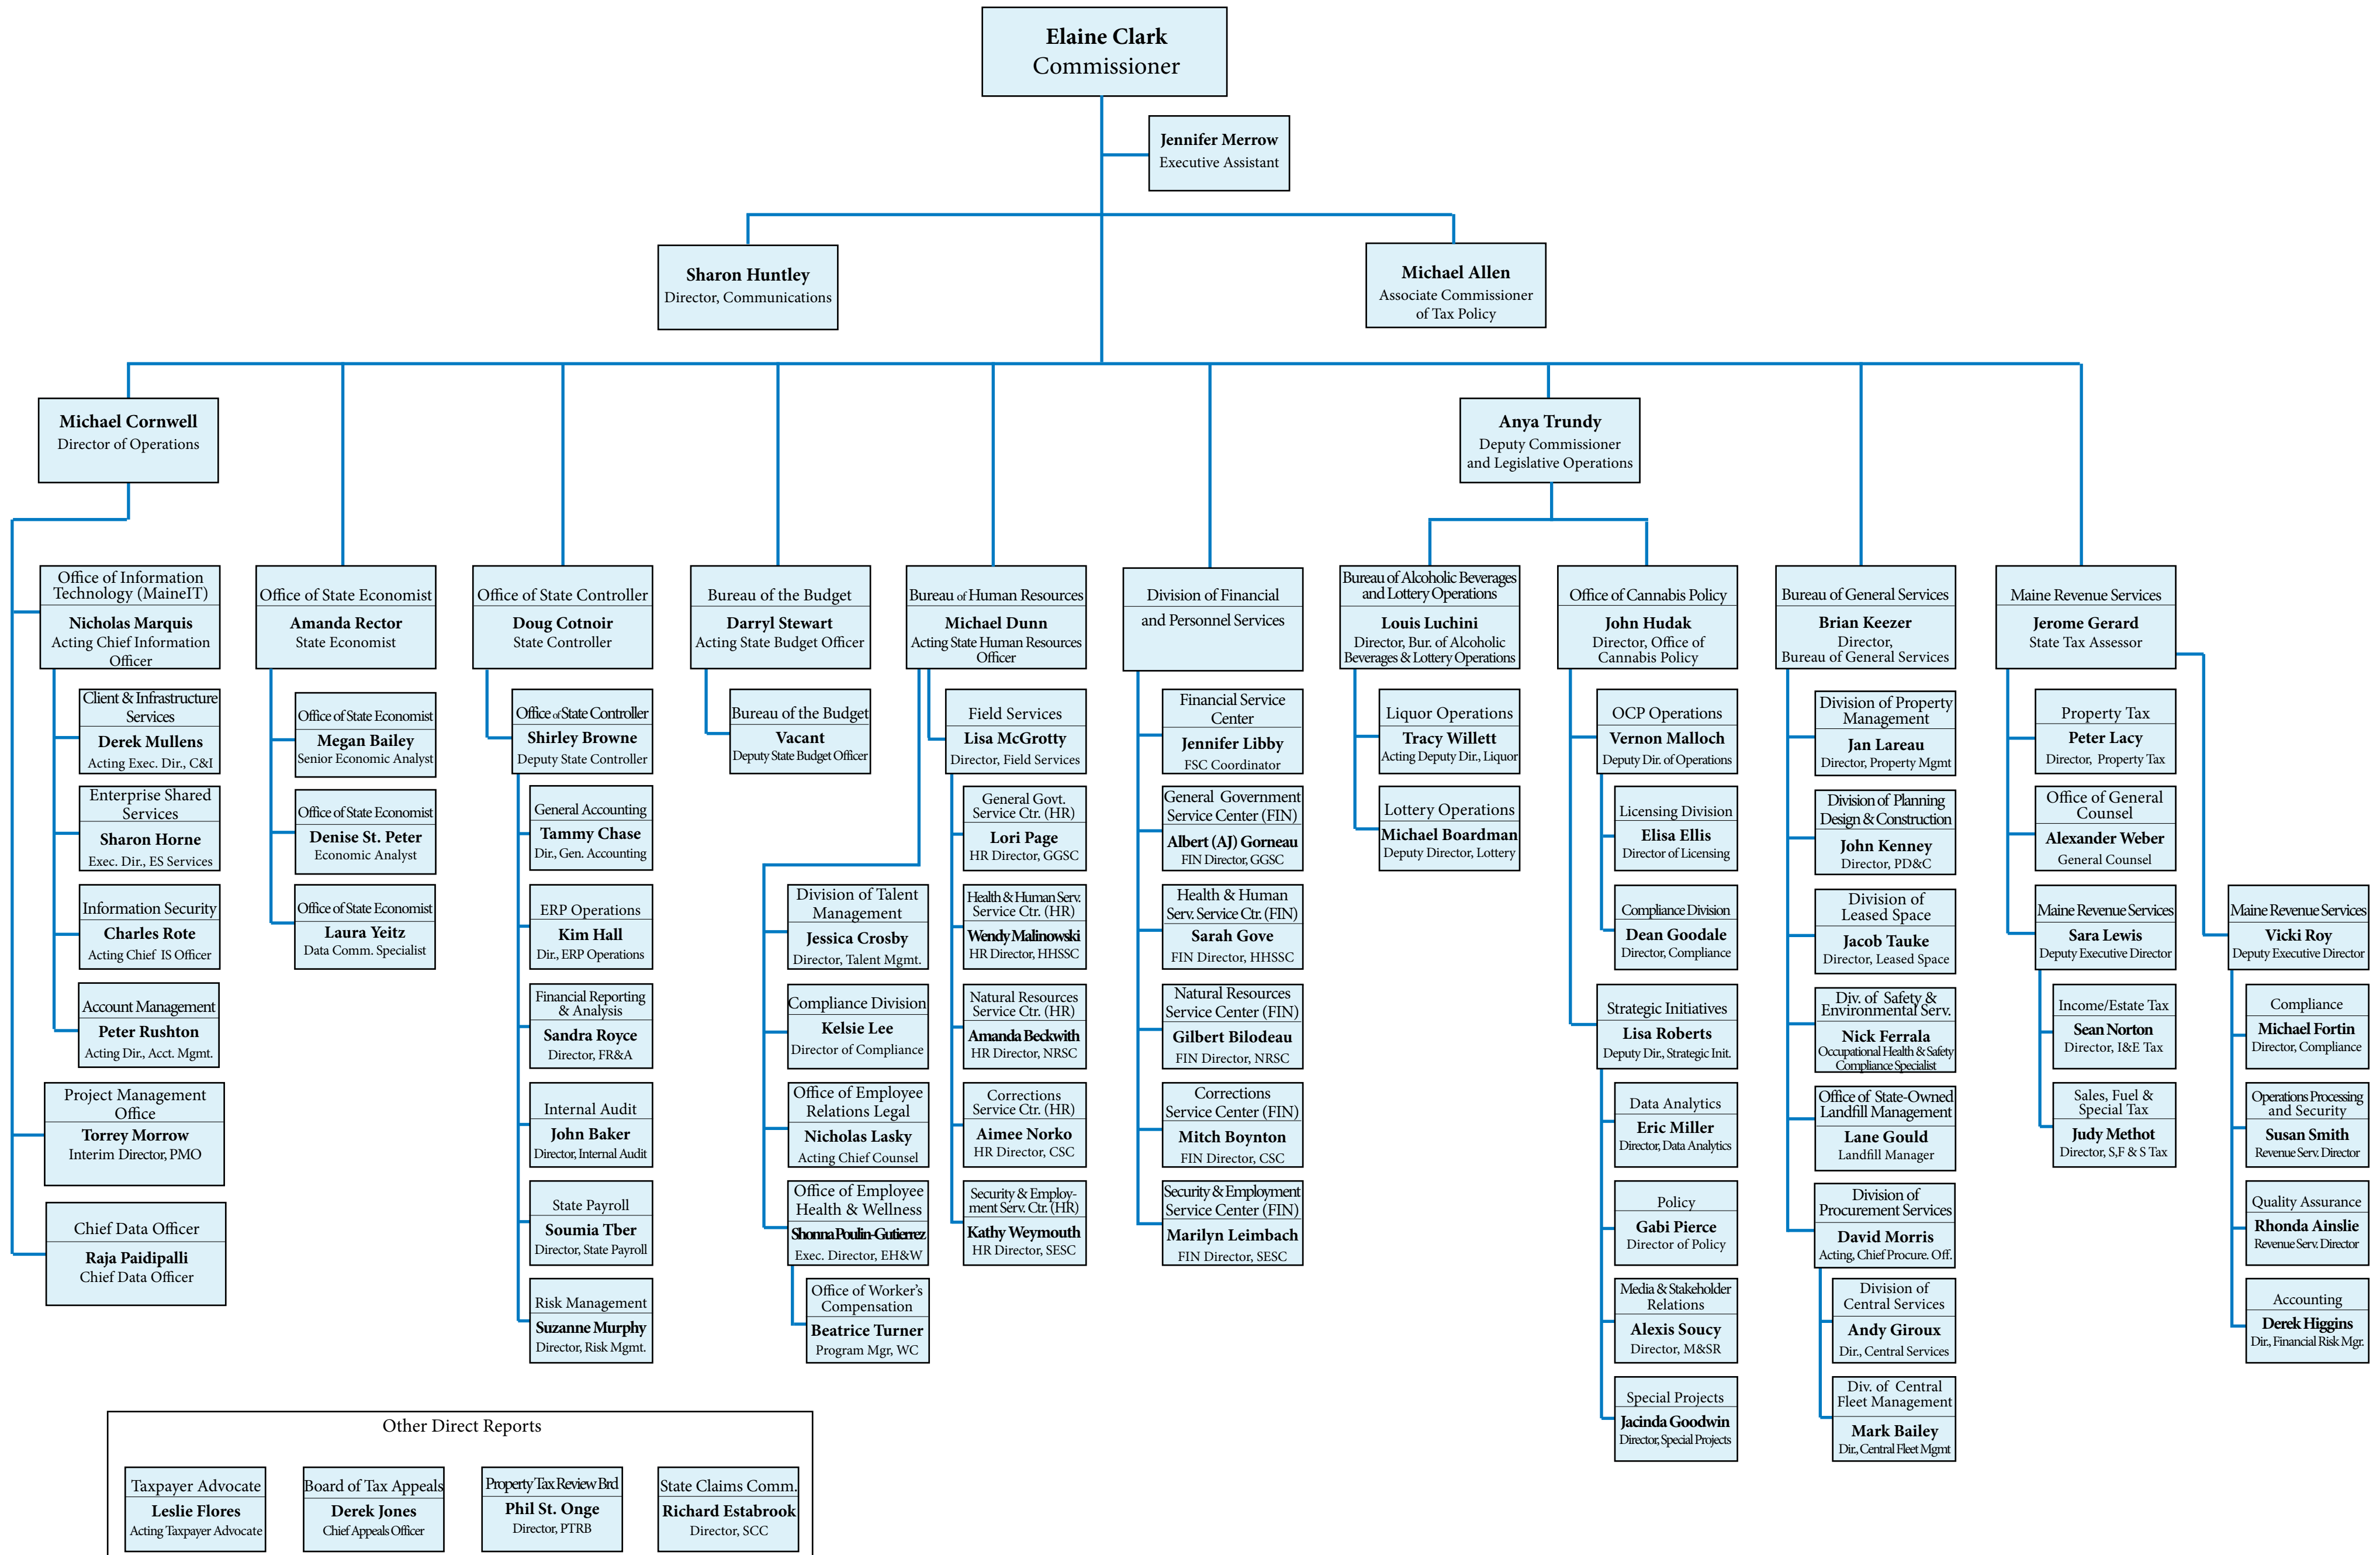 Elaine Clark
Commissioner
Jennifer Merrow
Executive Assistant
Sharon Huntley
Director, Communications
Michael Allen
Associate Commissioner
of Tax Policy
Michael Cornwell
Director of Operations
Anya Trundy
Deputy Commissioner
and Legislative Operations
Office of Information
Technology (MaineIT)
Nicholas Marquis
Acting Chief Information
Officer
Client & Infrastructure
Services
Derek Mullens
Acting Exec. Dir., C&I
Enterprise Shared
Services
Sharon Horne
Exec. Dir., ES Services
Information Security
Charles Rote
Acting Chief IS Officer
Account Management
Peter Rushton
Acting Dir., Acct. Mgmt.
Project Management
Office
Torrey Morrow
Interim Director, PMO
Chief Data Officer
Raja Paidipalli
Chief Data Officer
Office of State Economist
Amanda Rector
State Economist
Office of State Economist
Megan Bailey
Senior Economic Analyst
Office of State Economist
Denise St. Peter
Economic Analyst
Office of State Economist
Laura Yeitz
Data Comm. Specialist
Office of State Controller
Doug Cotnoir
State Controller
Office of State Controller
Shirley Browne
Deputy State Controller
General Accounting
Tammy Chase
Dir., Gen. Accounting
ERP Operations
Kim Hall
Dir., ERP Operations
Financial Reporting
& Analysis
Sandra Royce
Director, FR&A
Internal Audit
John Baker
Director, Internal Audit
State Payroll
Soumia Tber
Director, State Payroll
Risk Management
Suzanne Murphy
Director, Risk Mgmt.
Bureau of the Budget
Darryl Stewart
Acting State Budget Officer
Bureau of the Budget
Vacant
Deputy State Budget Officer
Bureau of Human Resources
Michael Dunn
Acting State Human Resources
Officer
Field Services
Lisa McGrotty
Director, Field Services
General Govt.
Service Ctr. (HR)
Lori Page
HR Director, GGSC
Health & Human Serv.
Service Ctr. (HR)
Wendy Malinowski
HR Director, HHSSC
Natural Resources
Service Ctr. (HR)
Amanda Beckwith
HR Director, NRSC
Corrections
Service Ctr. (HR)
Aimee Norko
HR Director, CSC
Security & Employ-
ment Serv. Ctr. (HR)
Kathy Weymouth
HR Director, SESC
Division of Talent
Management
Jessica Crosby
Director, Talent Mgmt.
Compliance Division
Kelsie Lee
Director of Compliance
Office of Employee
Relations Legal
Nicholas Lasky
Acting Chief Counsel
Office of Employee
Health & Wellness
Shonna Poulin-Gutierrez
Exec. Director, EH&W
Office of Worker's
Compensation
Beatrice Turner
Program Mgr, WC
Division of Financial
and Personnel Services
Financial Service
Center
Jennifer Libby
FSC Coordinator
General Government
Service Center (FIN)
Albert (AJ) Gorneau
FIN Director, GGSC
Health & Human
Serv. Service Ctr. (FIN)
Sarah Gove
FIN Director, HHSSC
Natural Resources
Service Center (FIN)
Gilbert Bilodeau
FIN Director, NRSC
Corrections
Service Center (FIN)
Mitch Boynton
FIN Director, CSC
Security & Employment
Service Center (FIN)
Marilyn Leimbach
FIN Director, SESC
Bureau of Alcoholic Beverages
and Lottery Operations
Louis Luchini
Director, Bur. of Alcoholic
Beverages & Lottery Operations
Liquor Operations
Tracy Willett
Acting Deputy Dir., Liquor
Lottery Operations
Michael Boardman
Deputy Director, Lottery
Office of Cannabis Policy
John Hudak
Director, Office of
Cannabis Policy
OCP Operations
Vernon Malloch
Deputy Dir. of Operations
Licensing Division
Elisa Ellis
Director of Licensing
Compliance Division
Dean Goodale
Director, Compliance
Strategic Initiatives
Lisa Roberts
Deputy Dir., Strategic Init.
Data Analytics
Eric Miller
Director, Data Analytics
Policy
Gabi Pierce
Director of Policy
Media & Stakeholder
Relations
Alexis Soucy
Director, M&SR
Special Projects
Jacinda Goodwin
Director, Special Projects
Bureau of General Services
Brian Keezer
Director,
Bureau of General Services
Division of Property
Management
Jan Lareau
Director, Property Mgmt
Division of Planning
Design & Construction
John Kenney
Director, PD&C
Division of
Leased Space
Jacob Tauke
Director, Leased Space
Div. of Safety &
Environmental Serv.
Nick Ferrala
Occupational Health & Safety
Compliance Specialist
Office of State-Owned
Landfill Management
Lane Gould
Landfill Manager
Division of
Procurement Services
David Morris
Acting, Chief Procure. Off.
Division of
Central Services
Andy Giroux
Dir., Central Services
Div. of Central
Fleet Management
Mark Bailey
Dir., Central Fleet Mgmt
Maine Revenue Services
Jerome Gerard
State Tax Assessor
Property Tax
Peter Lacy
Director, Property Tax
Office of General
Counsel
Alexander Weber
General Counsel
Maine Revenue Services
Sara Lewis
Deputy Executive Director
Income/Estate Tax
Sean Norton
Director, I&E Tax
Sales, Fuel &
Special Tax
Judy Methot
Director, S,F & S Tax
Maine Revenue Services
Vicki Roy
Deputy Executive Director
Compliance
Michael Fortin
Director, Compliance
Operations Processing
and Security
Susan Smith
Revenue Serv. Director
Quality Assurance
Rhonda Ainslie
Revenue Serv. Director
Accounting
Derek Higgins
Dir., Financial Risk Mgr.
Other Direct Reports
Taxpayer Advocate
Leslie Flores
Acting Taxpayer Advocate
Board of Tax Appeals
Derek Jones
Chief Appeals Officer
Property Tax Review Brd
Phil St. Onge
Director, PTRB
State Claims Comm.
Richard Estabrook
Director, SCC